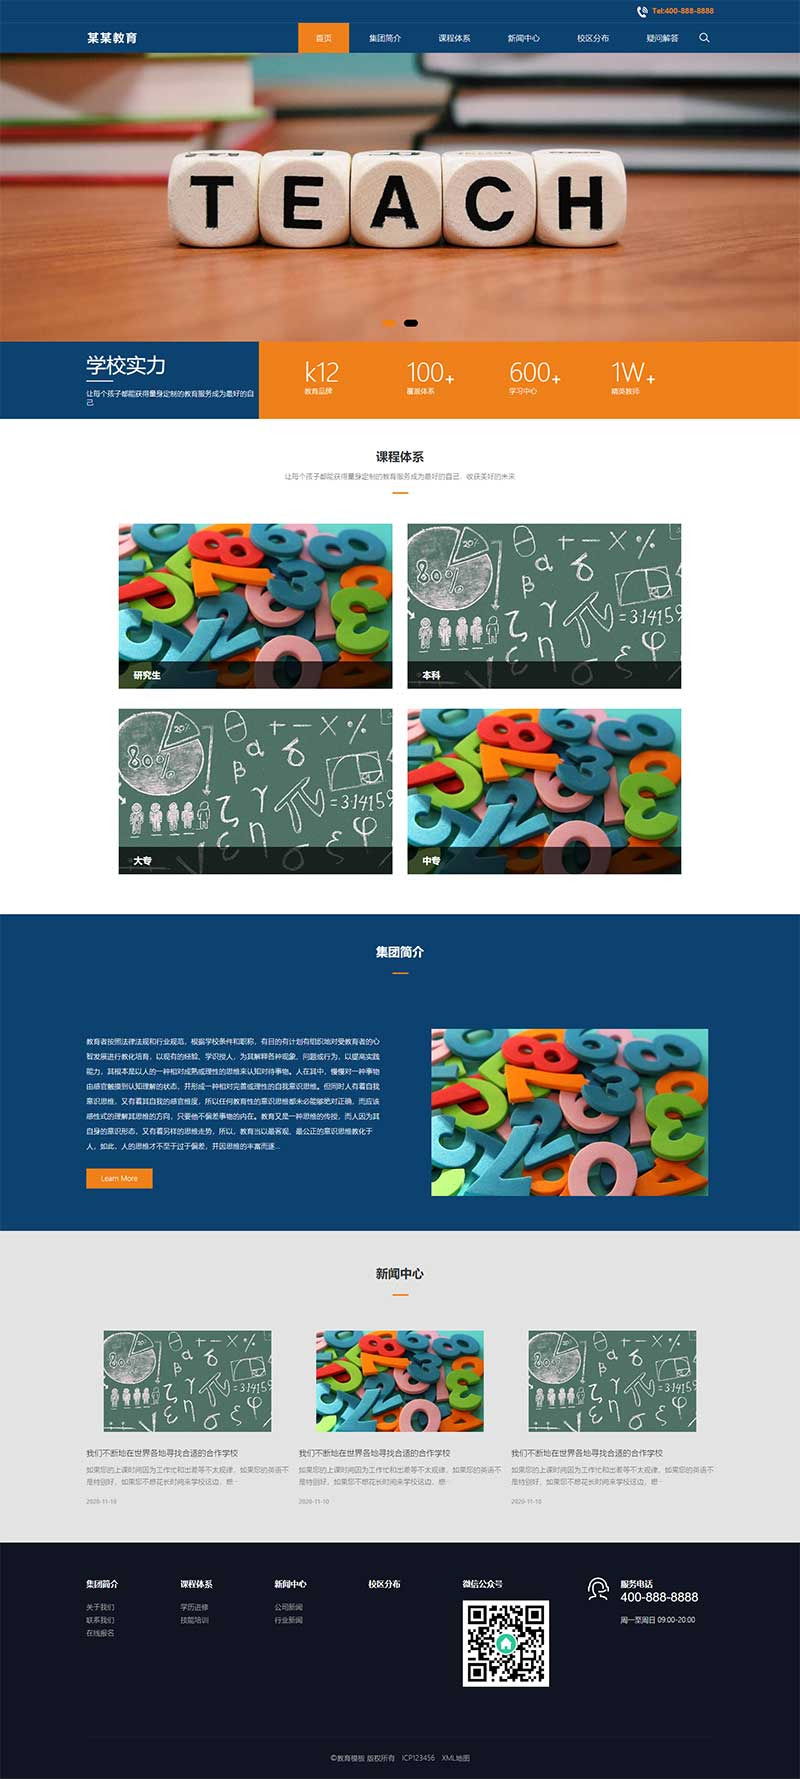 Tel:400-888-8888
某某教育
首页 集团简介 课程体系 新闻中心 校区分布 疑问解答
TEACH
学校实力
让每个孩子都能获得量身定制的教育服务成为最好的自
己
k12 100+ 600+ 1W+
教育品牌 覆盖体系 学习中心 精英教师
课程体系
让每个孩子都能获得量身定制的教育服务成为最好的自己，收获美好的未来
研究生 本科
大专 中专
集团简介
教育者按照法律法规和行业规范，根据学校条件和职称，有目的有计划有组织地对受教育者的心
智发展进行教化培育，以现有的经验、学识授人，为其解释各种现象、问题或行为，以提高实践
能力，其根本是以人的一种相对成熟或理性的思维来认知对待事物。人在其中，慢慢对一种事物
由感官触摸到认知理解的状态，并形成一种相对完善或理性的自我意识思维。但同时人有着自我
意识思维，又有着其自我的感官维度，所以任何教育性的意识思维都未必能够绝对正确，而应该
感性式的理解其思维的方向，只要他不偏差事物的内在。教育又是一种思维的传授，而人因为其
自身的意识形态，又有着另样的思维走势，所以，教育当以最客观、最公正的意识思维教化于
人，如此，人的思维才不至于过于偏差，并因思维的丰富而逐...
Learn More
新闻中心
我们不断地在世界各地寻找合适的合作学校 我们不断地在世界各地寻找合适的合作学校 我们不断地在世界各地寻找合适的合作学校
如果您的上课时间因为工作忙和出差等不太规律，如果您的英语不 如果您的上课时间因为工作忙和出差等不太规律，如果您的英语不 如果您的上课时间因为工作忙和出差等不太规律，如果您的英语不
是特别好，如果您不想花长时间来学校这边，想··· 是特别好，如果您不想花长时间来学校这边，想··· 是特别好，如果您不想花长时间来学校这边，想···
2020-11-10 2020-11-10 2020-11-10
集团简介 课程体系 新闻中心 校区分布 微信公众号 服务电话
400-888-8888
关于我们 学历进修 公司新闻
联系我们 技能培训 行业新闻 周一至周日 09:00-20:00
在线报名
©教育模板 版权所有 ICP123456 XML地图